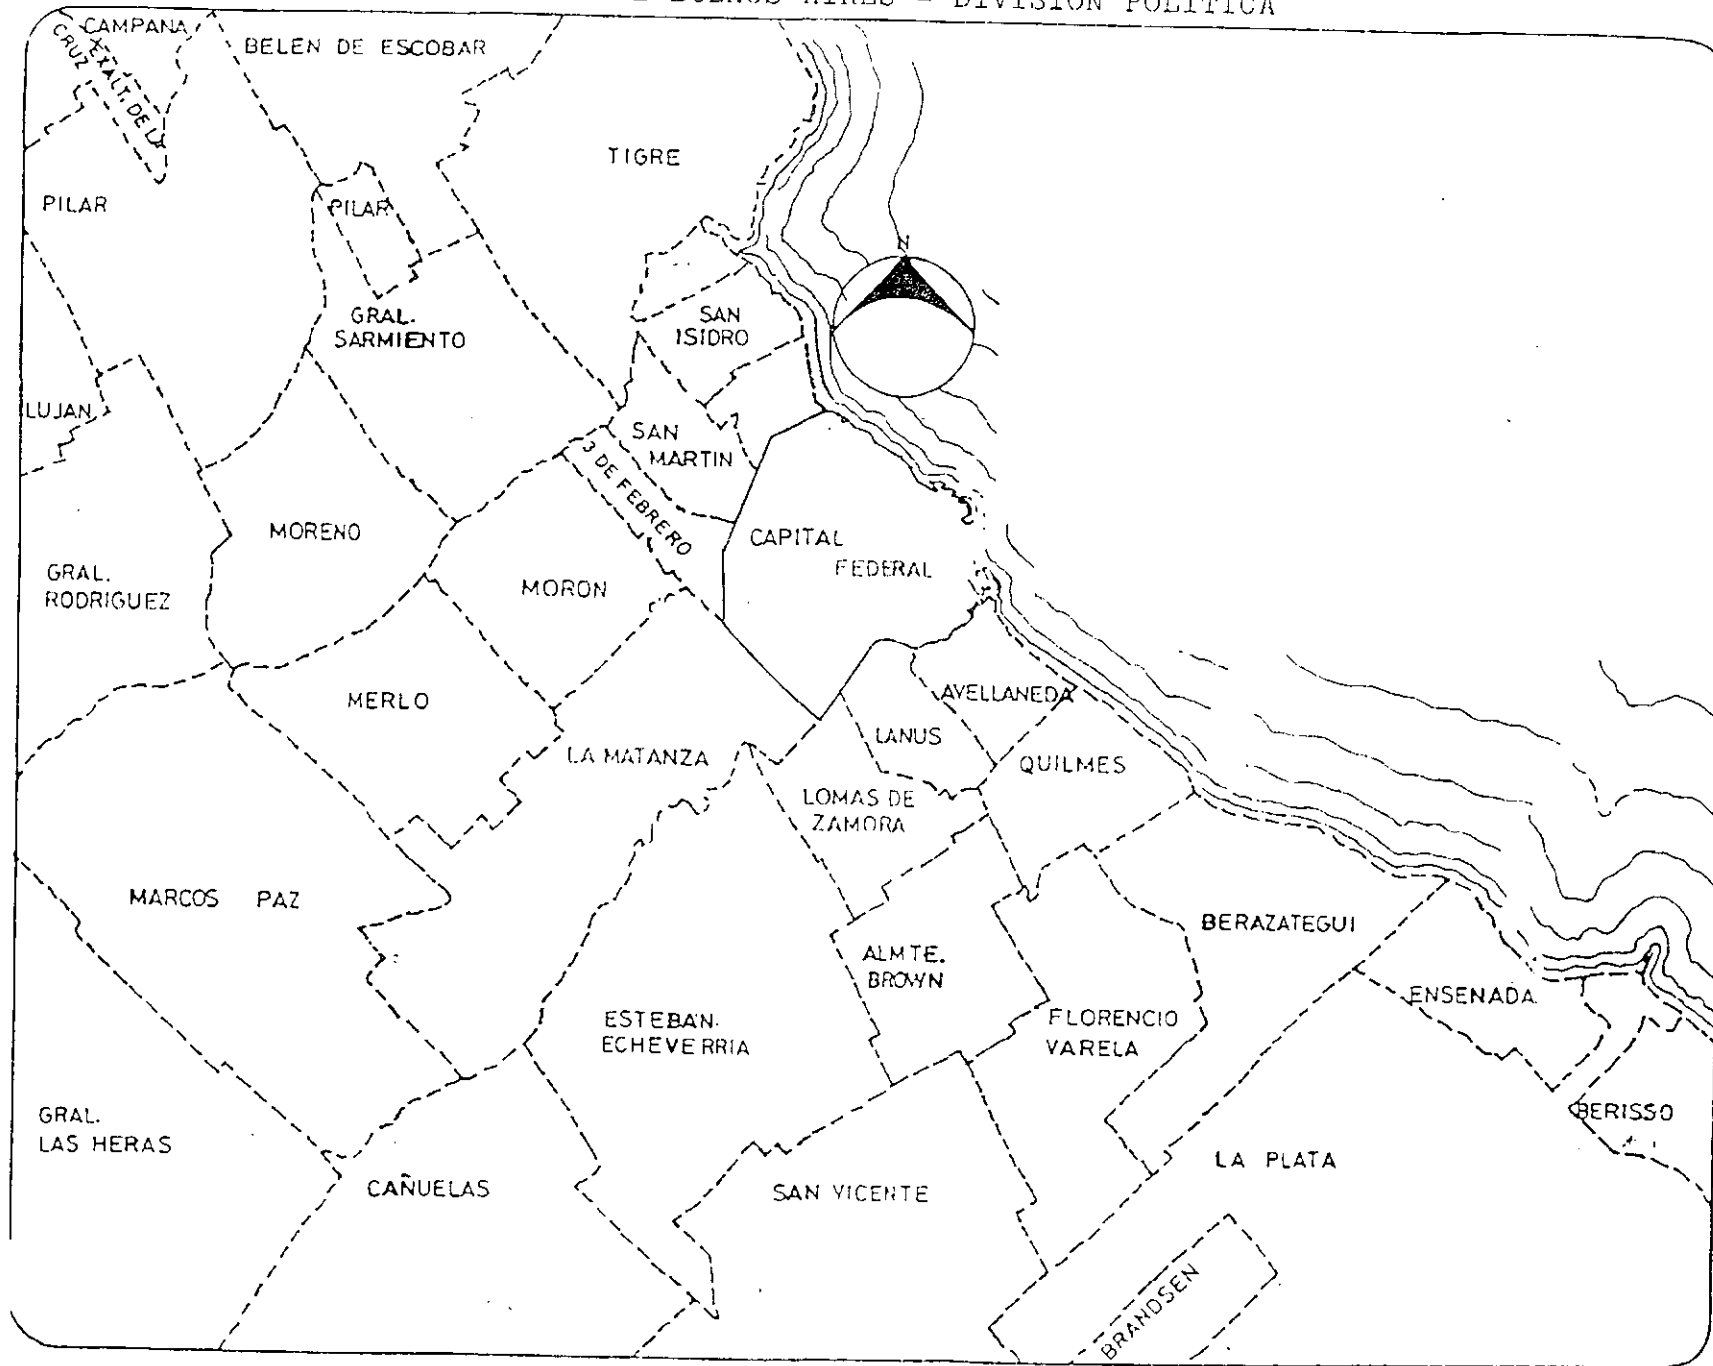 BUENOS AIRES - DIVISION POLITICA
CAMPANA
EXALT. DE LA
CRUZ
BELEN DE ESCOBAR
TIGRE
PILAR
PILAR
N
GRAL.
SARMIENTO
SAN
ISIDRO
LUJAN
SAN
MARTIN
3 DE FEBRERO
MORENO
CAPITAL
FEDERAL
GRAL.
RODRIGUEZ
MORON
MERLO
AVELLANEDA
LANUS
LA MATANZA
QUILMES
LOMAS DE
ZAMORA
MARCOS PAZ
BERAZATEGUI
ALMTE.
BROWN
ENSENADA
ESTEBAN
ECHEVERRIA
FLORENCIO
VARELA
GRAL.
LAS HERAS
BERISSO
LA PLATA
CAÑUELAS
SAN VICENTE
BRANDSEN